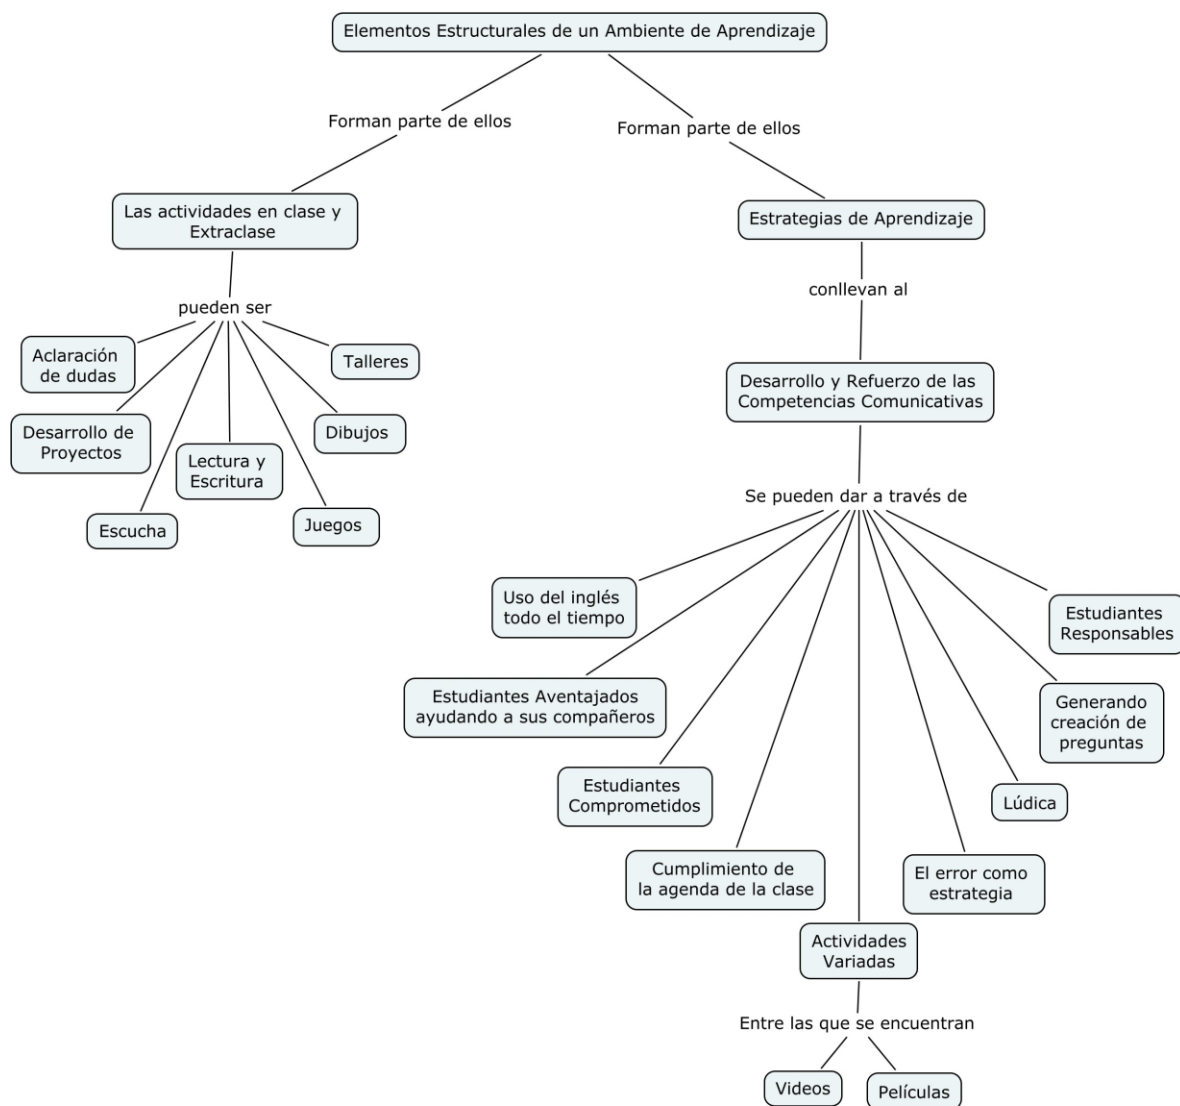 Elementos Estructurales de un Ambiente de Aprendizaje
Forman parte de ellos
Forman parte de ellos
Las actividades en clase y
Extraclase
Estrategias de Aprendizaje
pueden ser
conllevan al
Aclaración
de dudas
Talleres
Desarrollo de
Proyectos
Dibujos
Lectura y
Escritura
Escucha
Juegos
Desarrollo y Refuerzo de las
Competencias Comunicativas
Se pueden dar a través de
Uso del inglés
todo el tiempo
Estudiantes
Responsables
Estudiantes Aventajados
ayudando a sus compañeros
Generando
creación de
preguntas
Estudiantes
Comprometidos
Lúdica
Cumplimiento de
la agenda de la clase
El error como
estrategia
Actividades
Variadas
Entre las que se encuentran
Videos
Películas